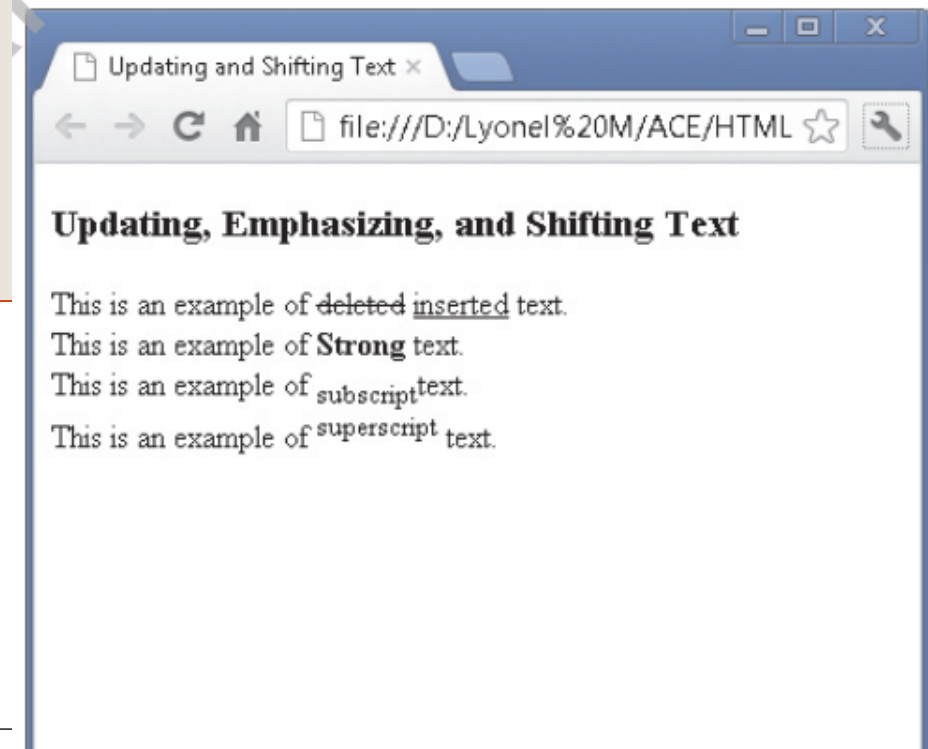 Updating and Shifting Text
file:///D:/Lyonel%20M/ACE/HTML
Updating, Emphasizing, and Shifting Text
This is an example of deleted inserted text.
This is an example of Strong text.
This is an example of subscripttext.
This is an example of superscript text.